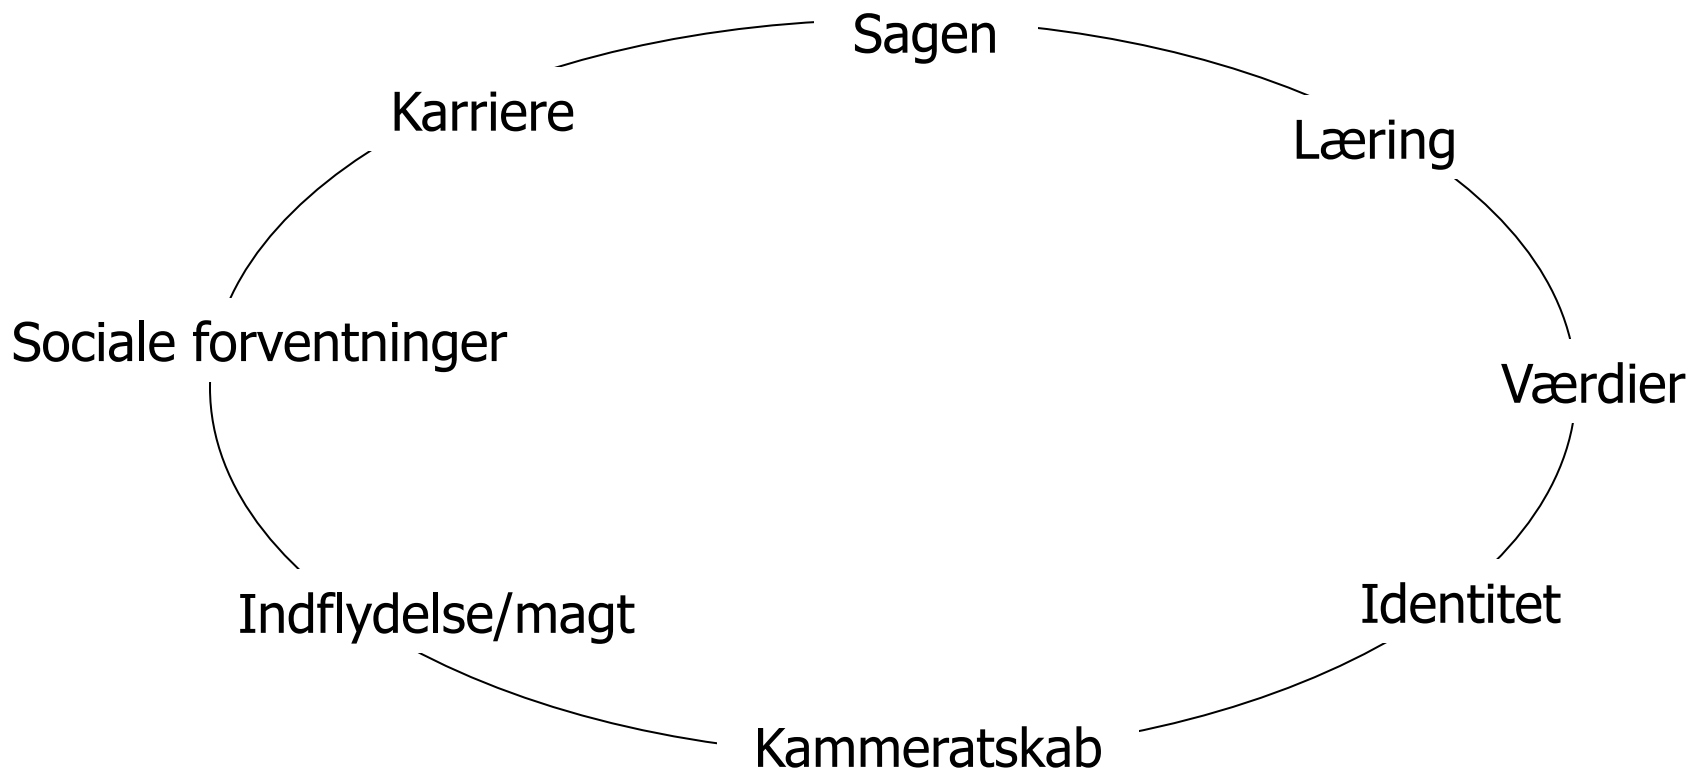 Sagen
Karriere
Læring
Sociale forventninger
Værdier
Identitet
Indflydelse/magt
Kammeratskab